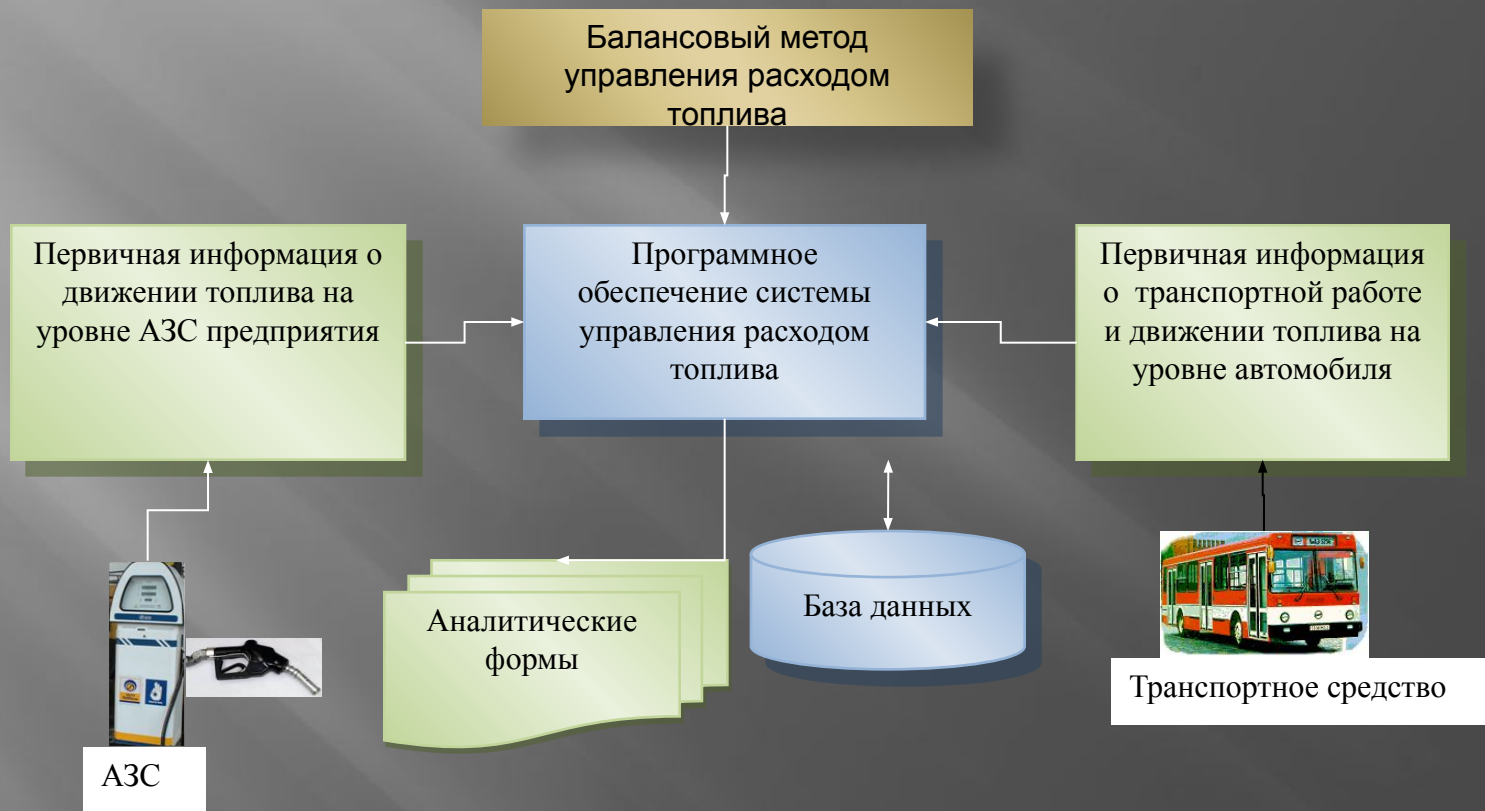 Балансовый метод
управления расходом
топлива
Первичная информация о
движении топлива на
уровне АЗС предприятия
Программное
обеспечение системы
управления расходом
топлива
Первичная информация
о транспортной работе
и движении топлива на
уровне автомобиля
Аналитические
формы
База данных
Транспортное средство
АЗС